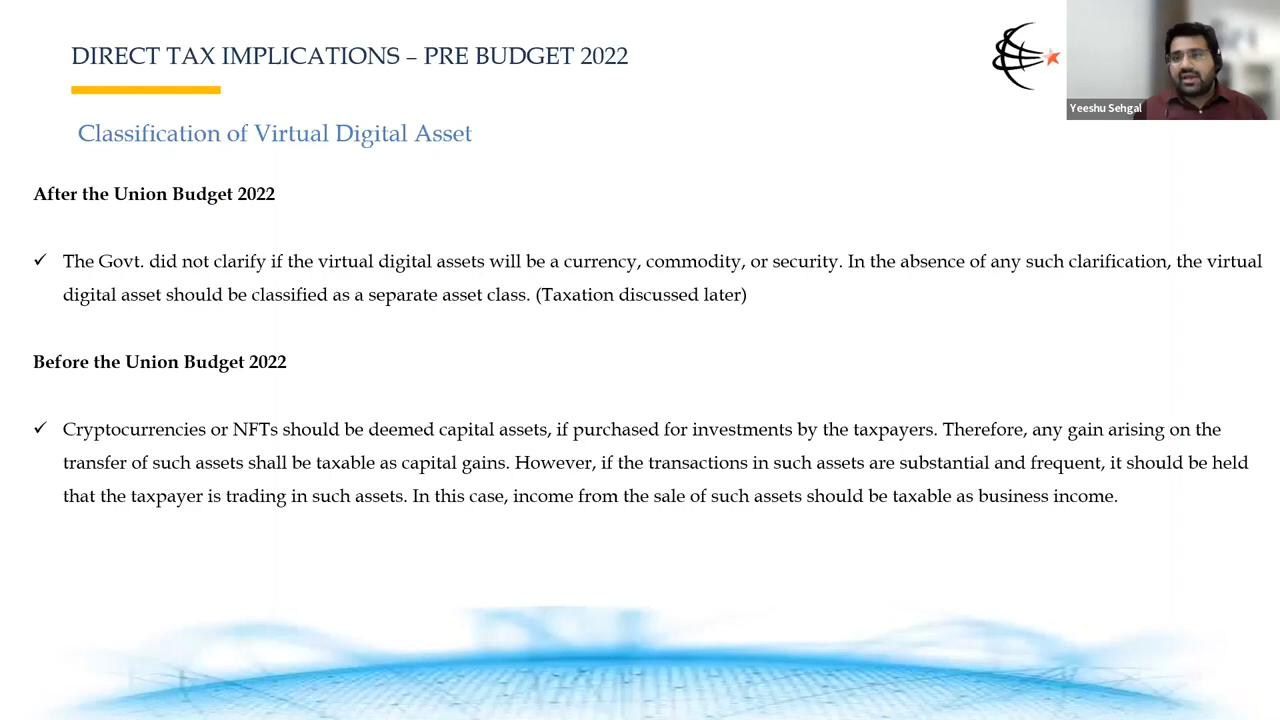 DIRECT TAX IMPLICATIONS – PRE BUDGET 2022
Yeeshu Sehgal
Classification of Virtual Digital Asset
After the Union Budget 2022
✓ The Govt. did not clarify if the virtual digital assets will be a currency, commodity, or security. In the absence of any such clarification, the virtual
digital asset should be classified as a separate asset class. (Taxation discussed later)
Before the Union Budget 2022
✓ Cryptocurrencies or NFTs should be deemed capital assets, if purchased for investments by the taxpayers. Therefore, any gain arising on the
transfer of such assets shall be taxable as capital gains. However, if the transactions in such assets are substantial and frequent, it should be held
that the taxpayer is trading in such assets. In this case, income from the sale of such assets should be taxable as business income.